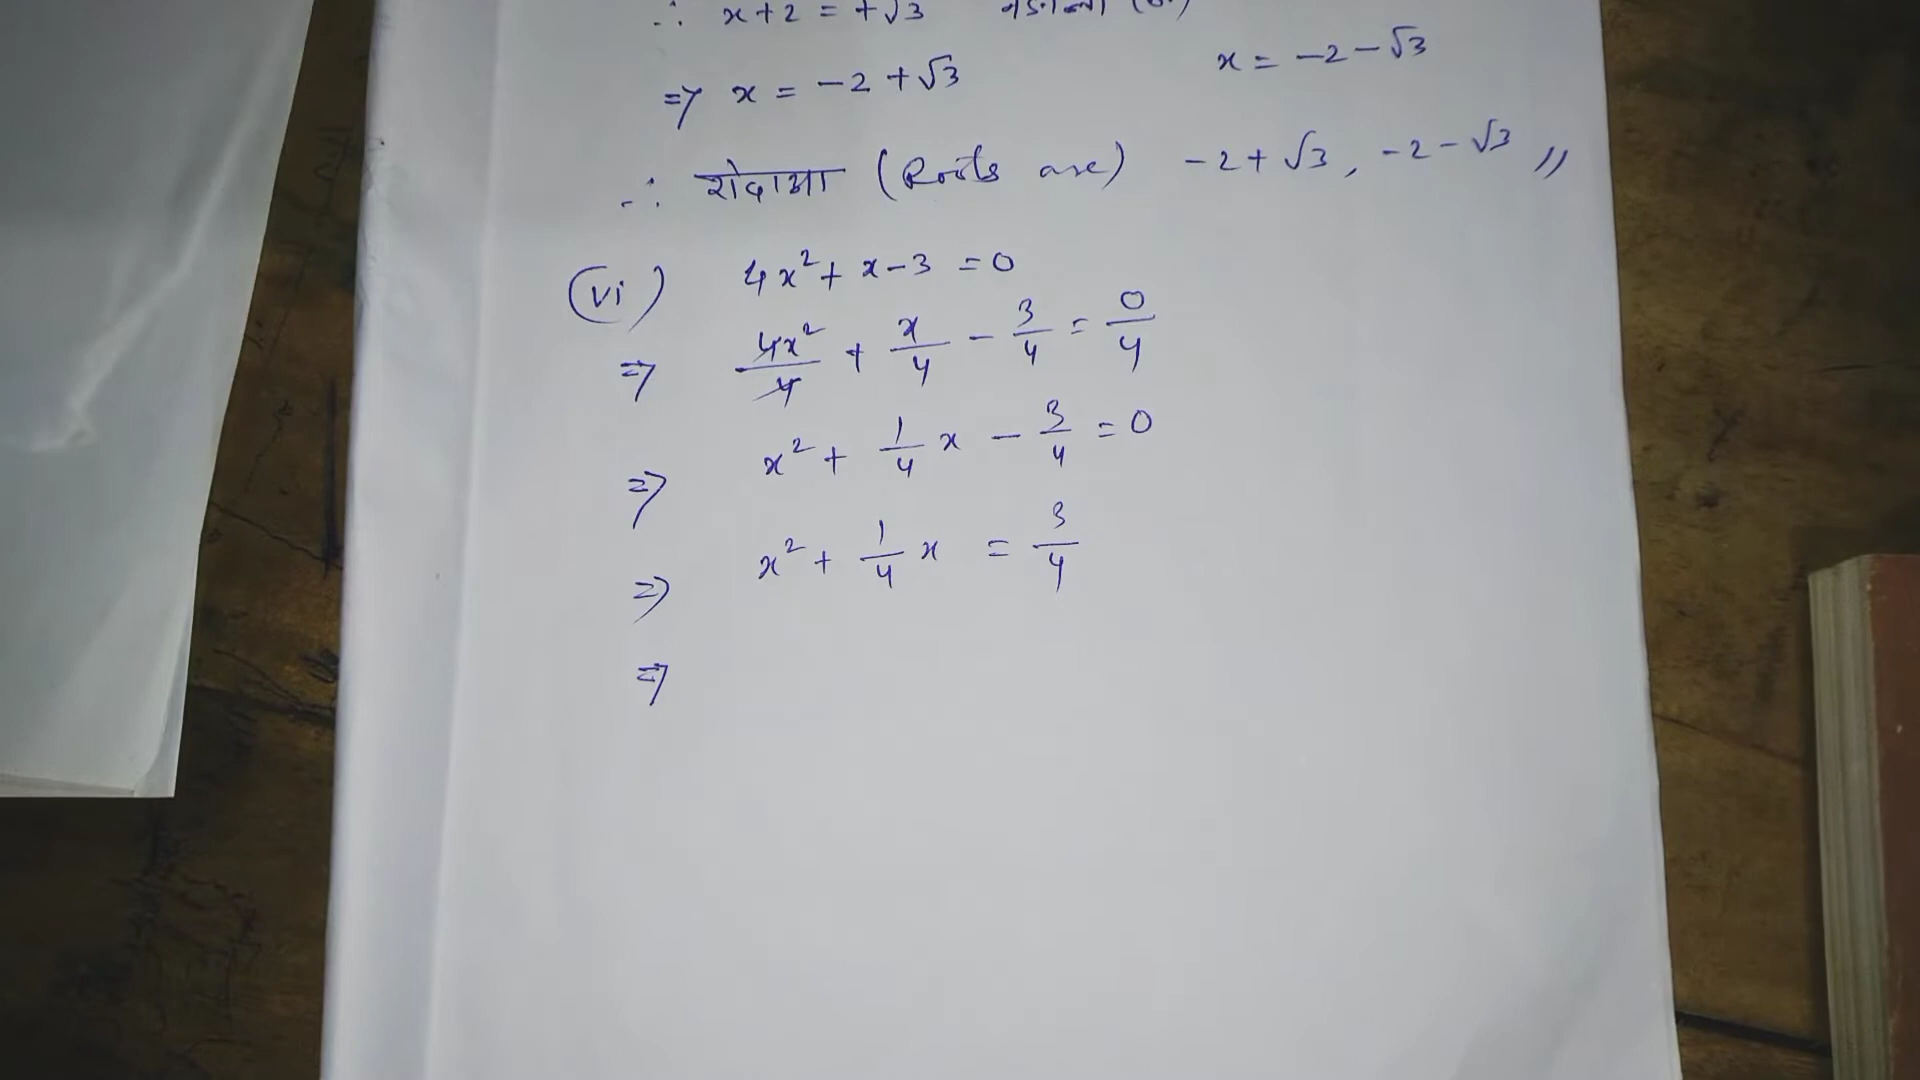 ∴ x+2 = +√3
⇒ x = -2 + √3 x = -2 - √3
∴ रोदाआ (Roots are) -2 + √3, -2 - √3 //
(vi) 4x² + x - 3 = 0
⇒ 4x²/4 + x/4 - 3/4 = 0/4
⇒ x² + 1/4 x - 3/4 = 0
⇒ x² + 1/4 x = 3/4
⇒